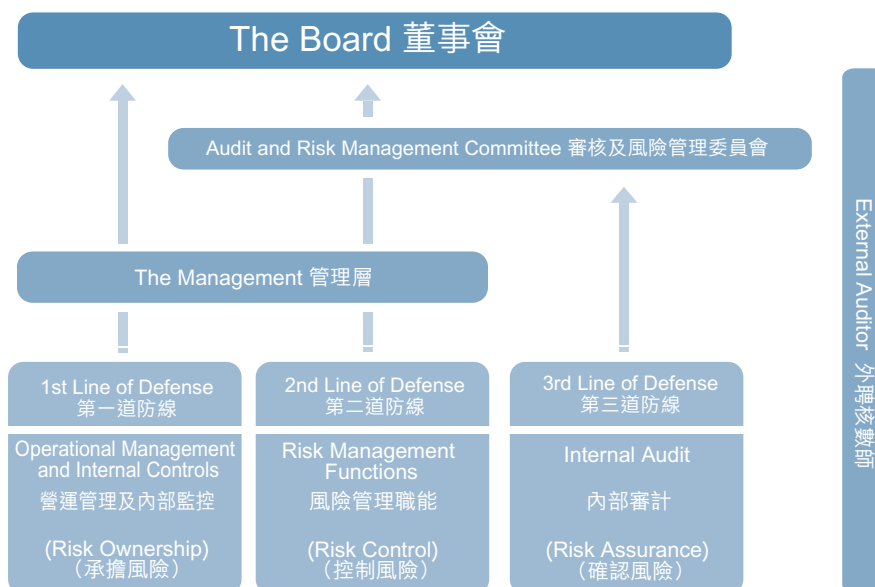 The Board 董事會
Audit and Risk Management Committee 審核及風險管理委員會
The Management 管理層
1st Line of Defense
第一道防線
Operational Management
and Internal Controls
營運管理及內部監控
(Risk Ownership)
（承擔風險）
2nd Line of Defense
第二道防線
Risk Management
Functions
風險管理職能
(Risk Control)
（控制風險）
3rd Line of Defense
第三道防線
Internal Audit
內部審計
(Risk Assurance)
（確認風險）
External Auditor 外聘核數師